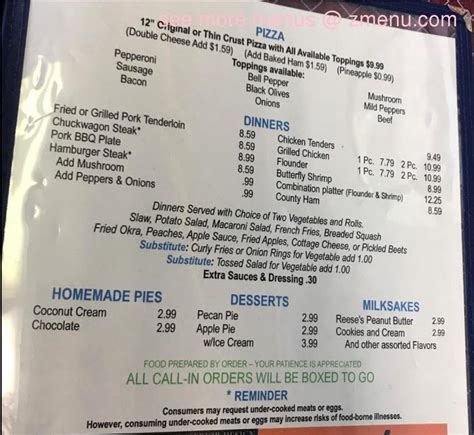 see more menus @ zmenu.com
PIZZA
12" Original or Thin Crust Pizza with All Available Toppings $9.99
(Double Cheese Add $1.59) (Add Baked Ham $1.59) (Pineapple $0.99)
Toppings available:
Pepperoni Bell Pepper Mushroom
Sausage Black Olives Mild Peppers
Bacon Onions Beef
DINNERS
Fried or Grilled Pork Tenderloin 8.59 Chicken Tenders 9.49
Chuckwagon Steak* 8.59 Grilled Chicken 1 Pc. 7.79 2 Pc. 10.99
Pork BBQ Plate 8.59 Flounder 1 Pc. 7.79 2 Pc. 10.99
Hamburger Steak* 8.59 Butterfly Shrimp 10.99
Add Mushroom .99 Combination platter (Flounder & Shrimp) 12.25
Add Peppers & Onions .99 County Ham 10.99
Dinners Served with Choice of Two Vegetables and Rolls.
Slaw, Potato Salad, Macaroni Salad, French Fries, Breaded Squash
Fried Okra, Peaches, Apple Sauce, Fried Apples, Cottage Cheese, or Pickled Beets
Substitute: Curly Fries or Onion Rings for Vegetable add 1.00
Substitute: Tossed Salad for Vegetable add 1.00
Extra Sauces & Dressing .30
HOMEMADE PIES DESSERTS MILKSAKES
Coconut Cream 2.99 Pecan Pie 2.99 Reese's Peanut Butter 2.99
Chocolate 2.99 Apple Pie 2.99 Cookies and Cream 2.99
w/Ice Cream 3.99 And other assorted Flavors
FOOD PREPARED BY ORDER – YOUR PATIENCE IS APPRECIATED
ALL CALL-IN ORDERS WILL BE BOXED TO GO
* REMINDER
Consumers may request under-cooked meats or eggs.
However, consuming under-cooked meats or eggs may increase risks of food-borne illnesses.